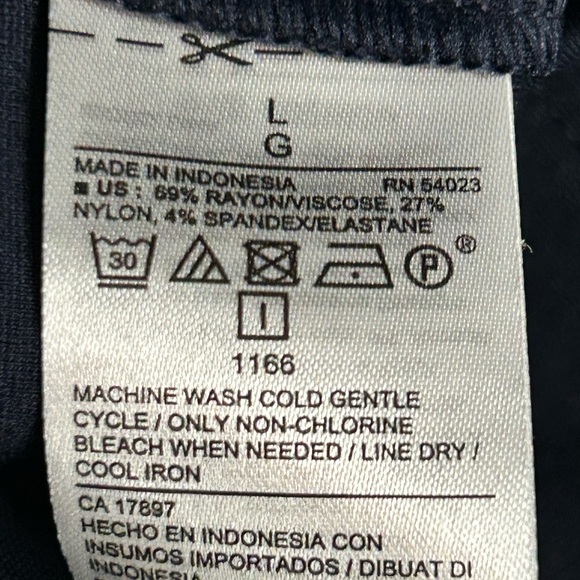 L
G
MADE IN INDONESIA RN 54023
US : 69% RAYON/VISCOSE, 27%
NYLON, 4% SPANDEX/ELASTANE
30 P ®
1166
MACHINE WASH COLD GENTLE
CYCLE / ONLY NON-CHLORINE
BLEACH WHEN NEEDED / LINE DRY /
COOL IRON
CA 17897
HECHO EN INDONESIA CON
INSUMOS IMPORTADOS / DIBUAT DI
INDONESIA